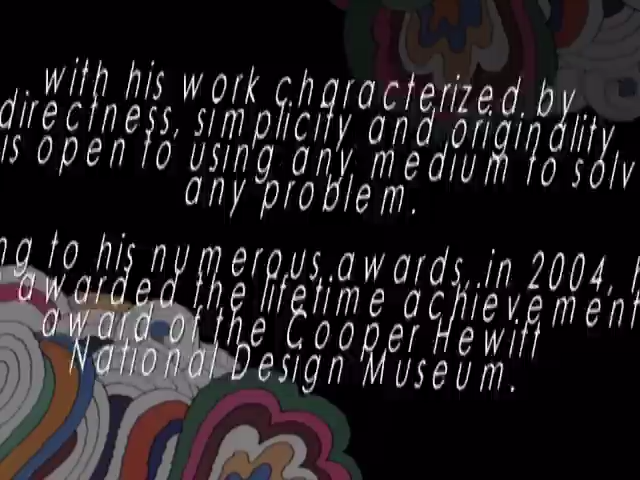 with his work characterized by
directness, simplicity and originality
is open to using any medium to solv
any problem.
ng to his numerous awards, in 2004, h
awarded the lifetime achievement
award of the Cooper Hewitt
National Design Museum.